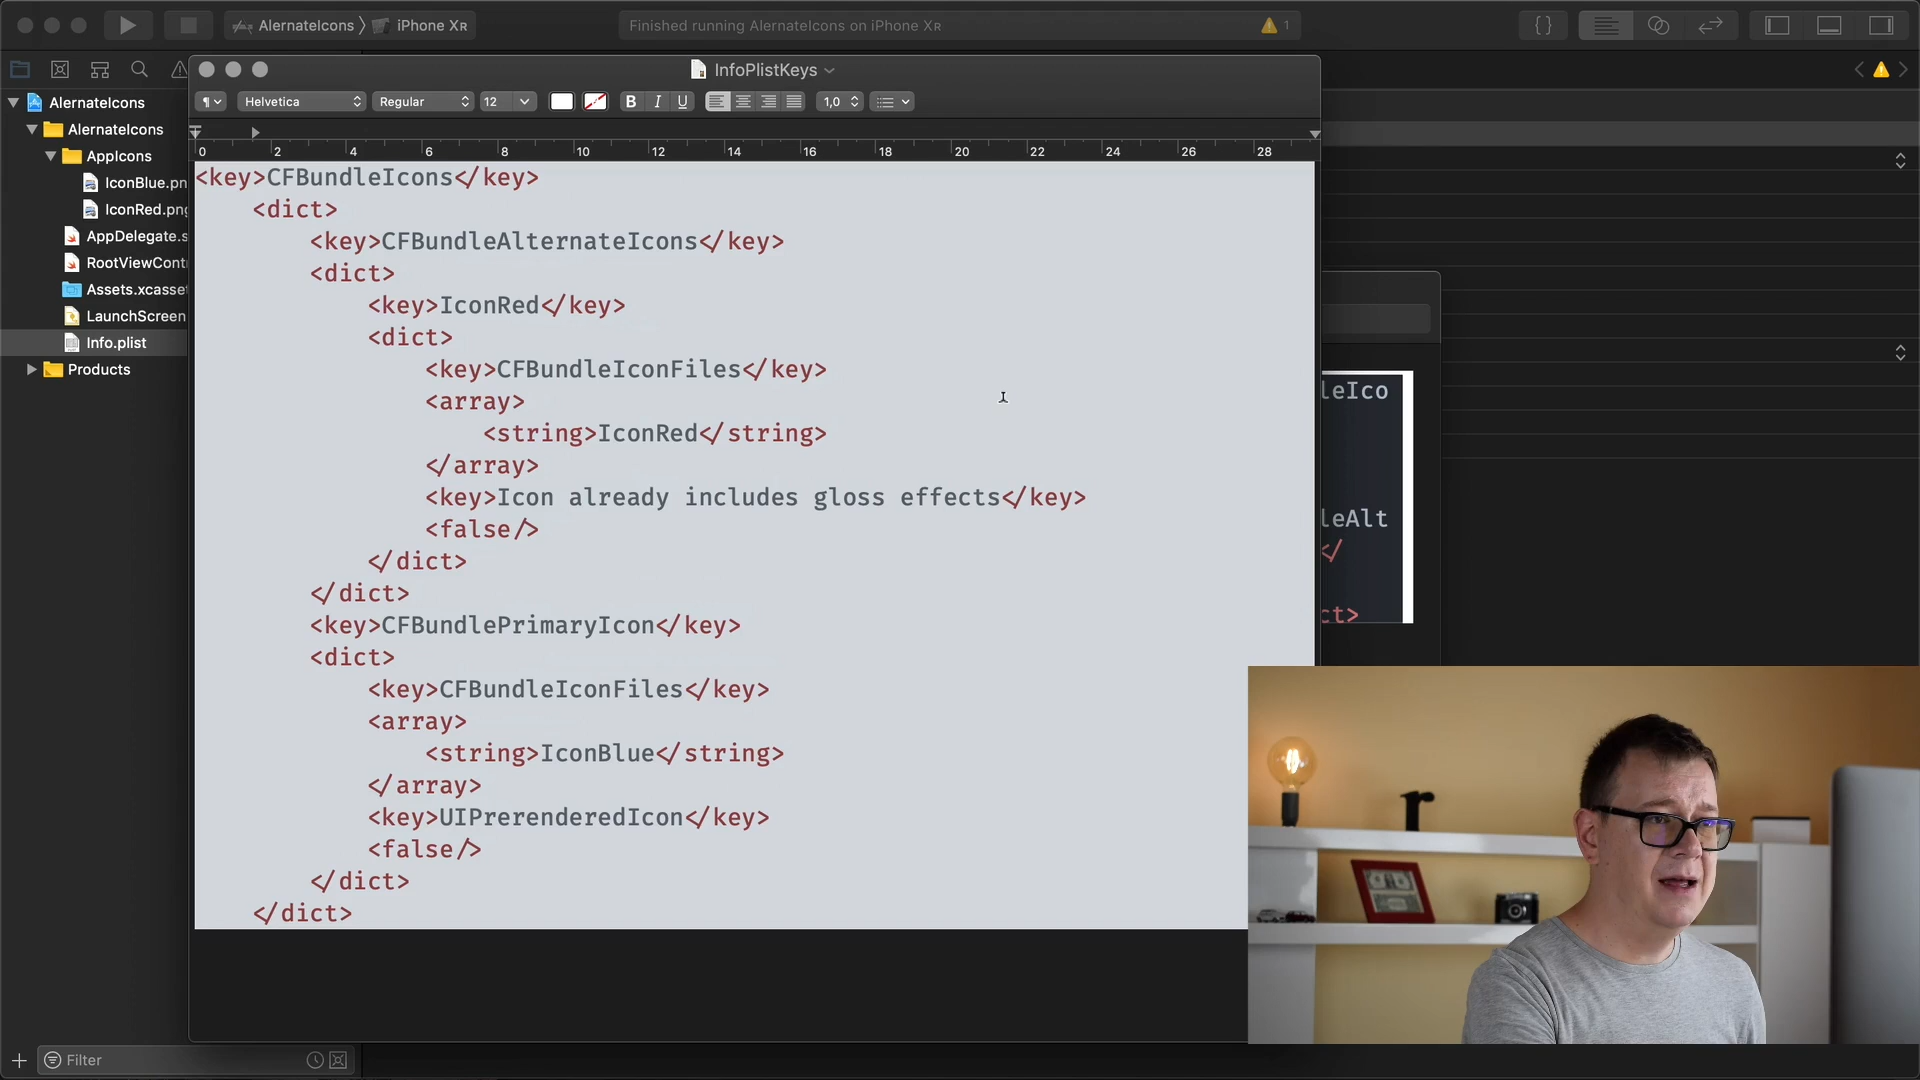 AlernateIcons
iPhone XR
Finished running AlernateIcons on iPhone XR
1
InfoPlistKeys
Helvetica
Regular
12
B I U
1,0
0 2 4 6 8 10 12 14 16 18 20 22 24 26 28
AlernateIcons
AlernateIcons
AppIcons
IconBlue.pn
IconRed.png
AppDelegate.s
RootViewCont
Assets.xcasset
LaunchScreen
Info.plist
Products
<key>CFBundleIcons</key>
<dict>
<key>CFBundleAlternateIcons</key>
<dict>
<key>IconRed</key>
<dict>
<key>CFBundleIconFiles</key>
<array>
<string>IconRed</string>
</array>
<key>Icon already includes gloss effects</key>
<false/>
</dict>
</dict>
<key>CFBundlePrimaryIcon</key>
<dict>
<key>CFBundleIconFiles</key>
<array>
<string>IconBlue</string>
</array>
<key>UIPrerenderedIcon</key>
<false/>
</dict>
</dict>
leIco
leAlt
</
ct>
Filter